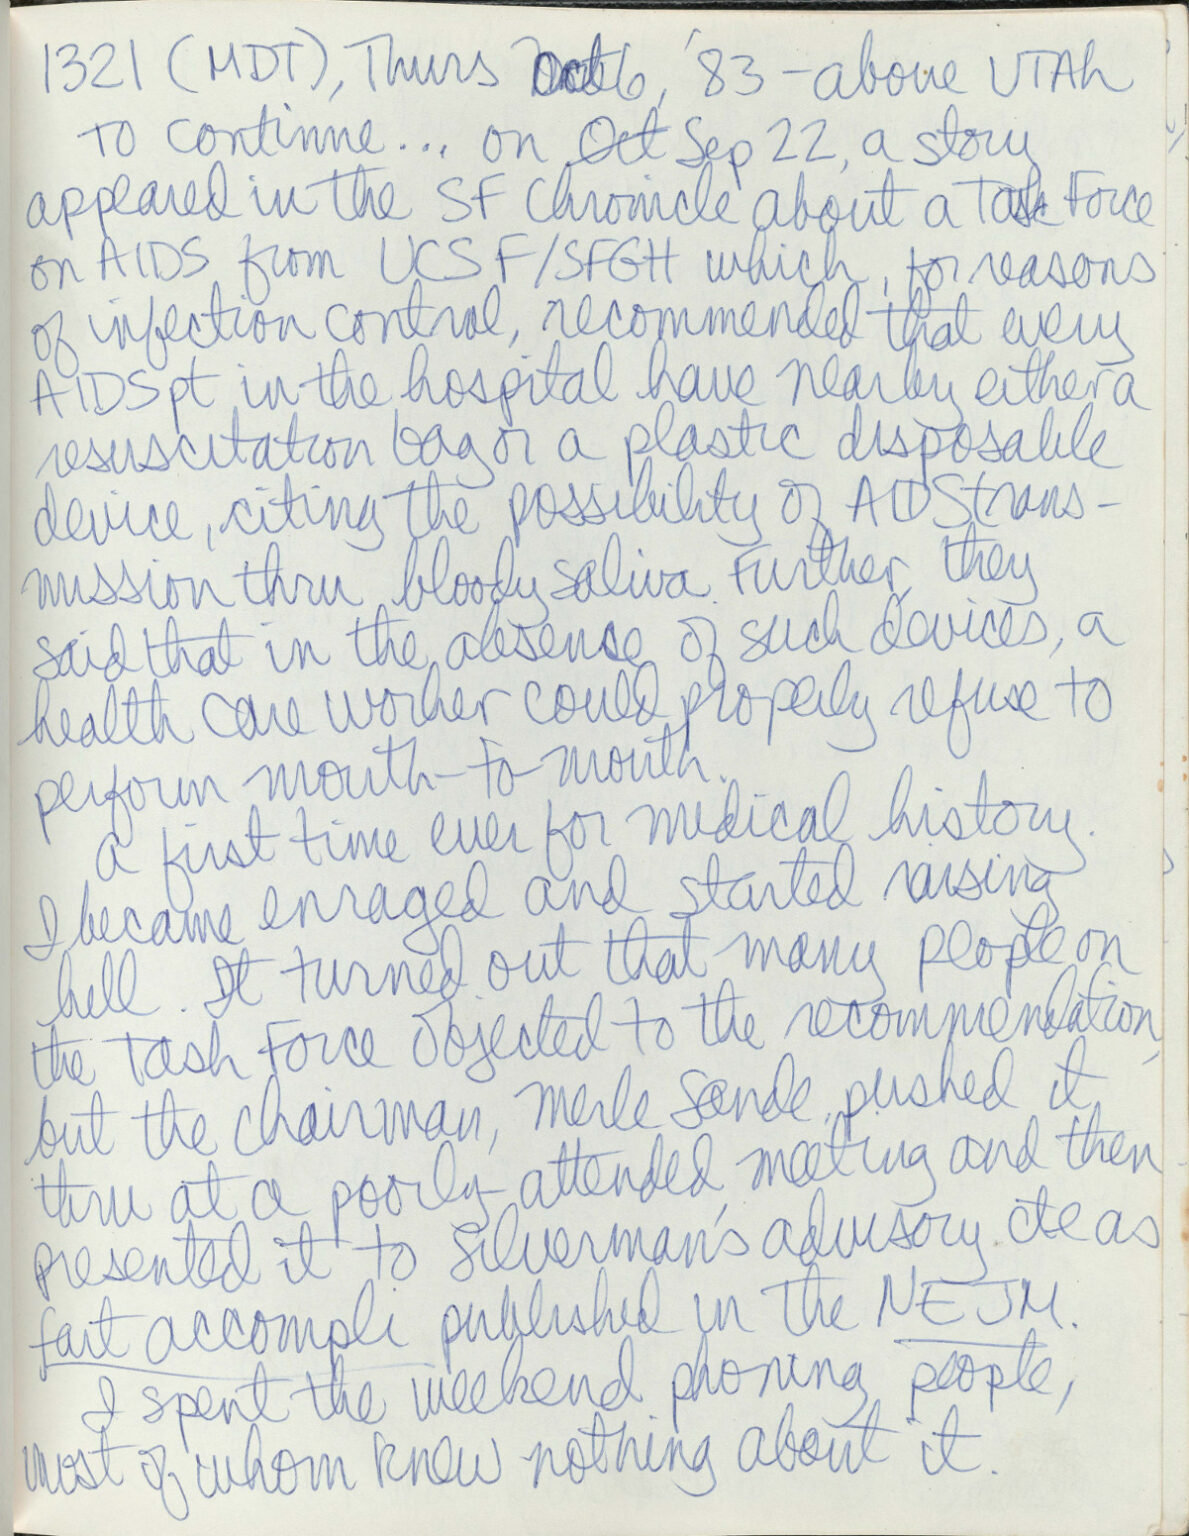 1321 (MDT), Thurs Oct 6, '83 – above UTAh
To continue... on Oct Sep 22, a story
appeared in the SF Chronicle about a Task Force
on AIDS from UCSF/SFGH which, for reasons
of infection control, recommended that every
AIDS pt in the hospital have nearby either a
resuscitation bag or a plastic disposable
device, citing the possibility of AIDS trans-
mission thru bloody saliva. Further, they
said that in the absense of such devices, a
health care worker could properly refuse to
perform mouth-to-mouth.
A first time ever for medical history.
I became enraged and started raising
hell. It turned out that many people on
the Task Force objected to the recommendation,
but the chairman, Merle Sande, pushed it
thru at a poorly-attended meeting and then
presented it to Silverman's advisory cte as
fait accompli published in the NEJM.
I spent the weekend phoning people,
most of whom knew nothing about it.